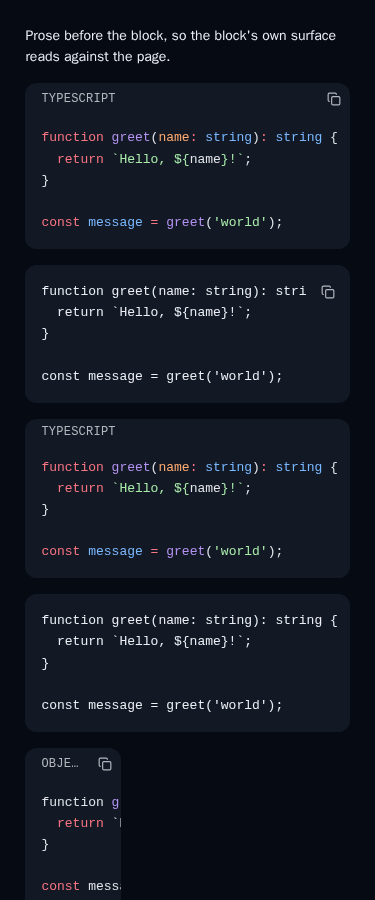 Prose before the block, so the block's own surface
reads against the page.
TYPESCRIPT
function greet(name: string): string {
  return `Hello, ${name}!`;
}
const message = greet('world');
function greet(name: string): stri
  return `Hello, ${name}!`;
}
const message = greet('world');
TYPESCRIPT
function greet(name: string): string {
  return `Hello, ${name}!`;
}
const message = greet('world');
function greet(name: string): string {
  return `Hello, ${name}!`;
}
const message = greet('world');
OBJE…
function g
  return `
}
const mess